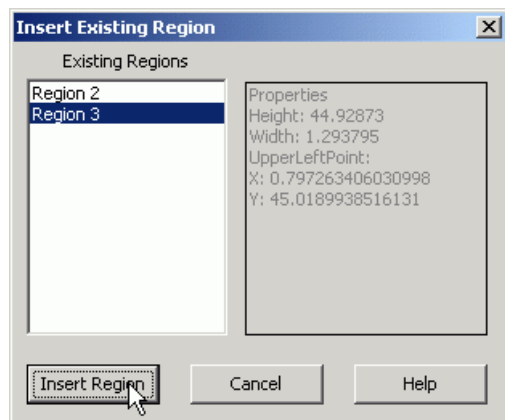 Insert Existing Region
Existing Regions
Region 2
Region 3
Properties
Height: 44.92873
Width: 1.293795
UpperLeftPoint:
X: 0.797263406030998
Y: 45.0189938516131
Insert Region
Cancel
Help